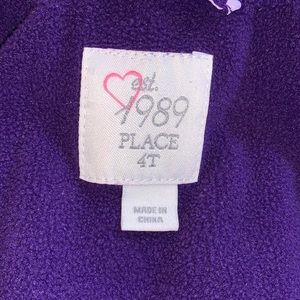 est.
1989
PLACE
4T
MADE IN
CHINA